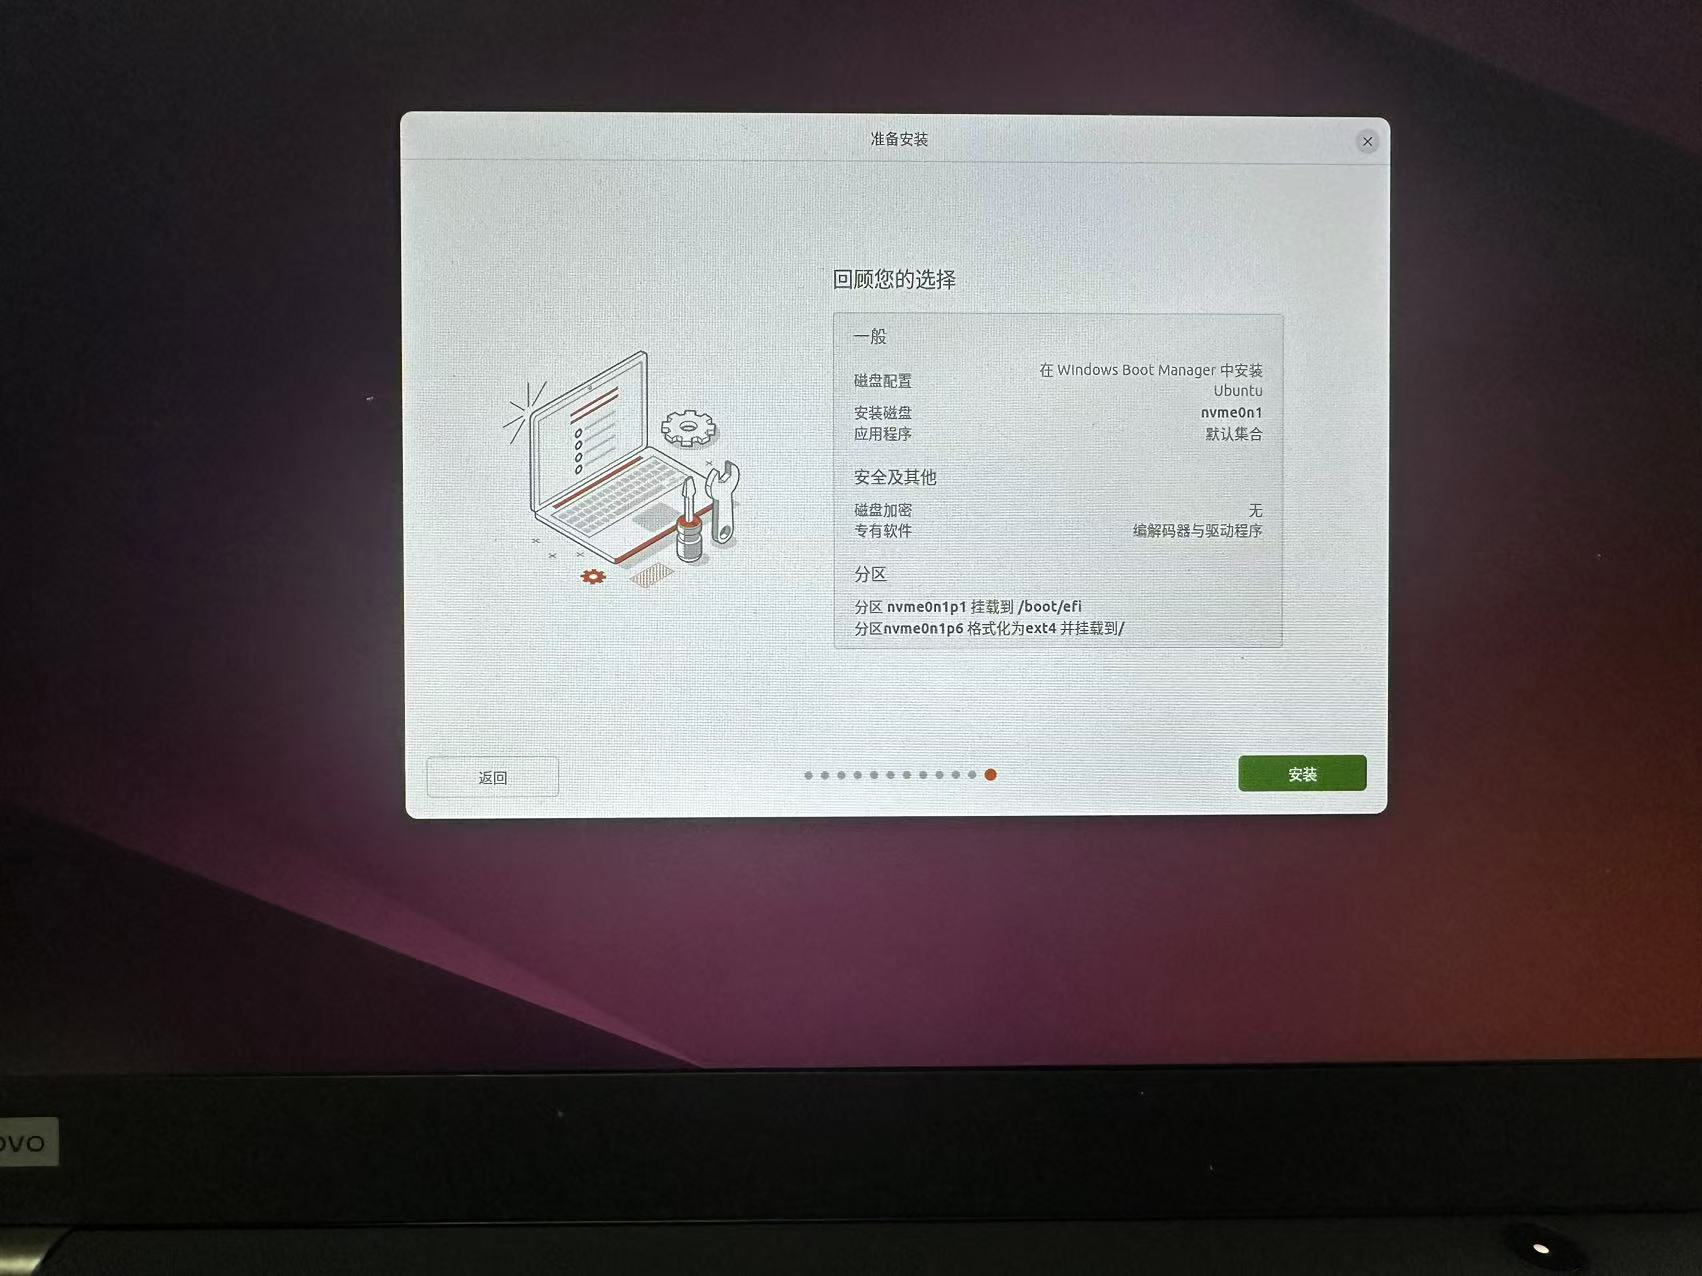 准备安装
回顾您的选择
一般
磁盘配置 在 Windows Boot Manager 中安装
Ubuntu
安装磁盘 nvme0n1
应用程序 默认集合
安全及其他
磁盘加密 无
专有软件 编解码器与驱动程序
分区
分区 nvme0n1p1 挂载到 /boot/efi
分区nvme0n1p6 格式化为ext4 并挂载到/
返回 安装
ovo